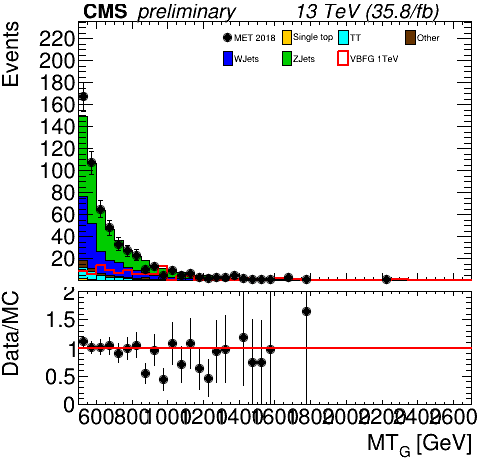 CMS preliminary 13 TeV (35.8/fb)
Events
220
200
180
160
140
120
100
80
60
40
20
MET 2018 Single top TT Other
WJets ZJets VBFG 1TeV
Data/MC
2
1.5
1
0.5
0
600 800 1000 1200 1400 1600 1800 2000 2200 2400 2600
MT_G [GeV]